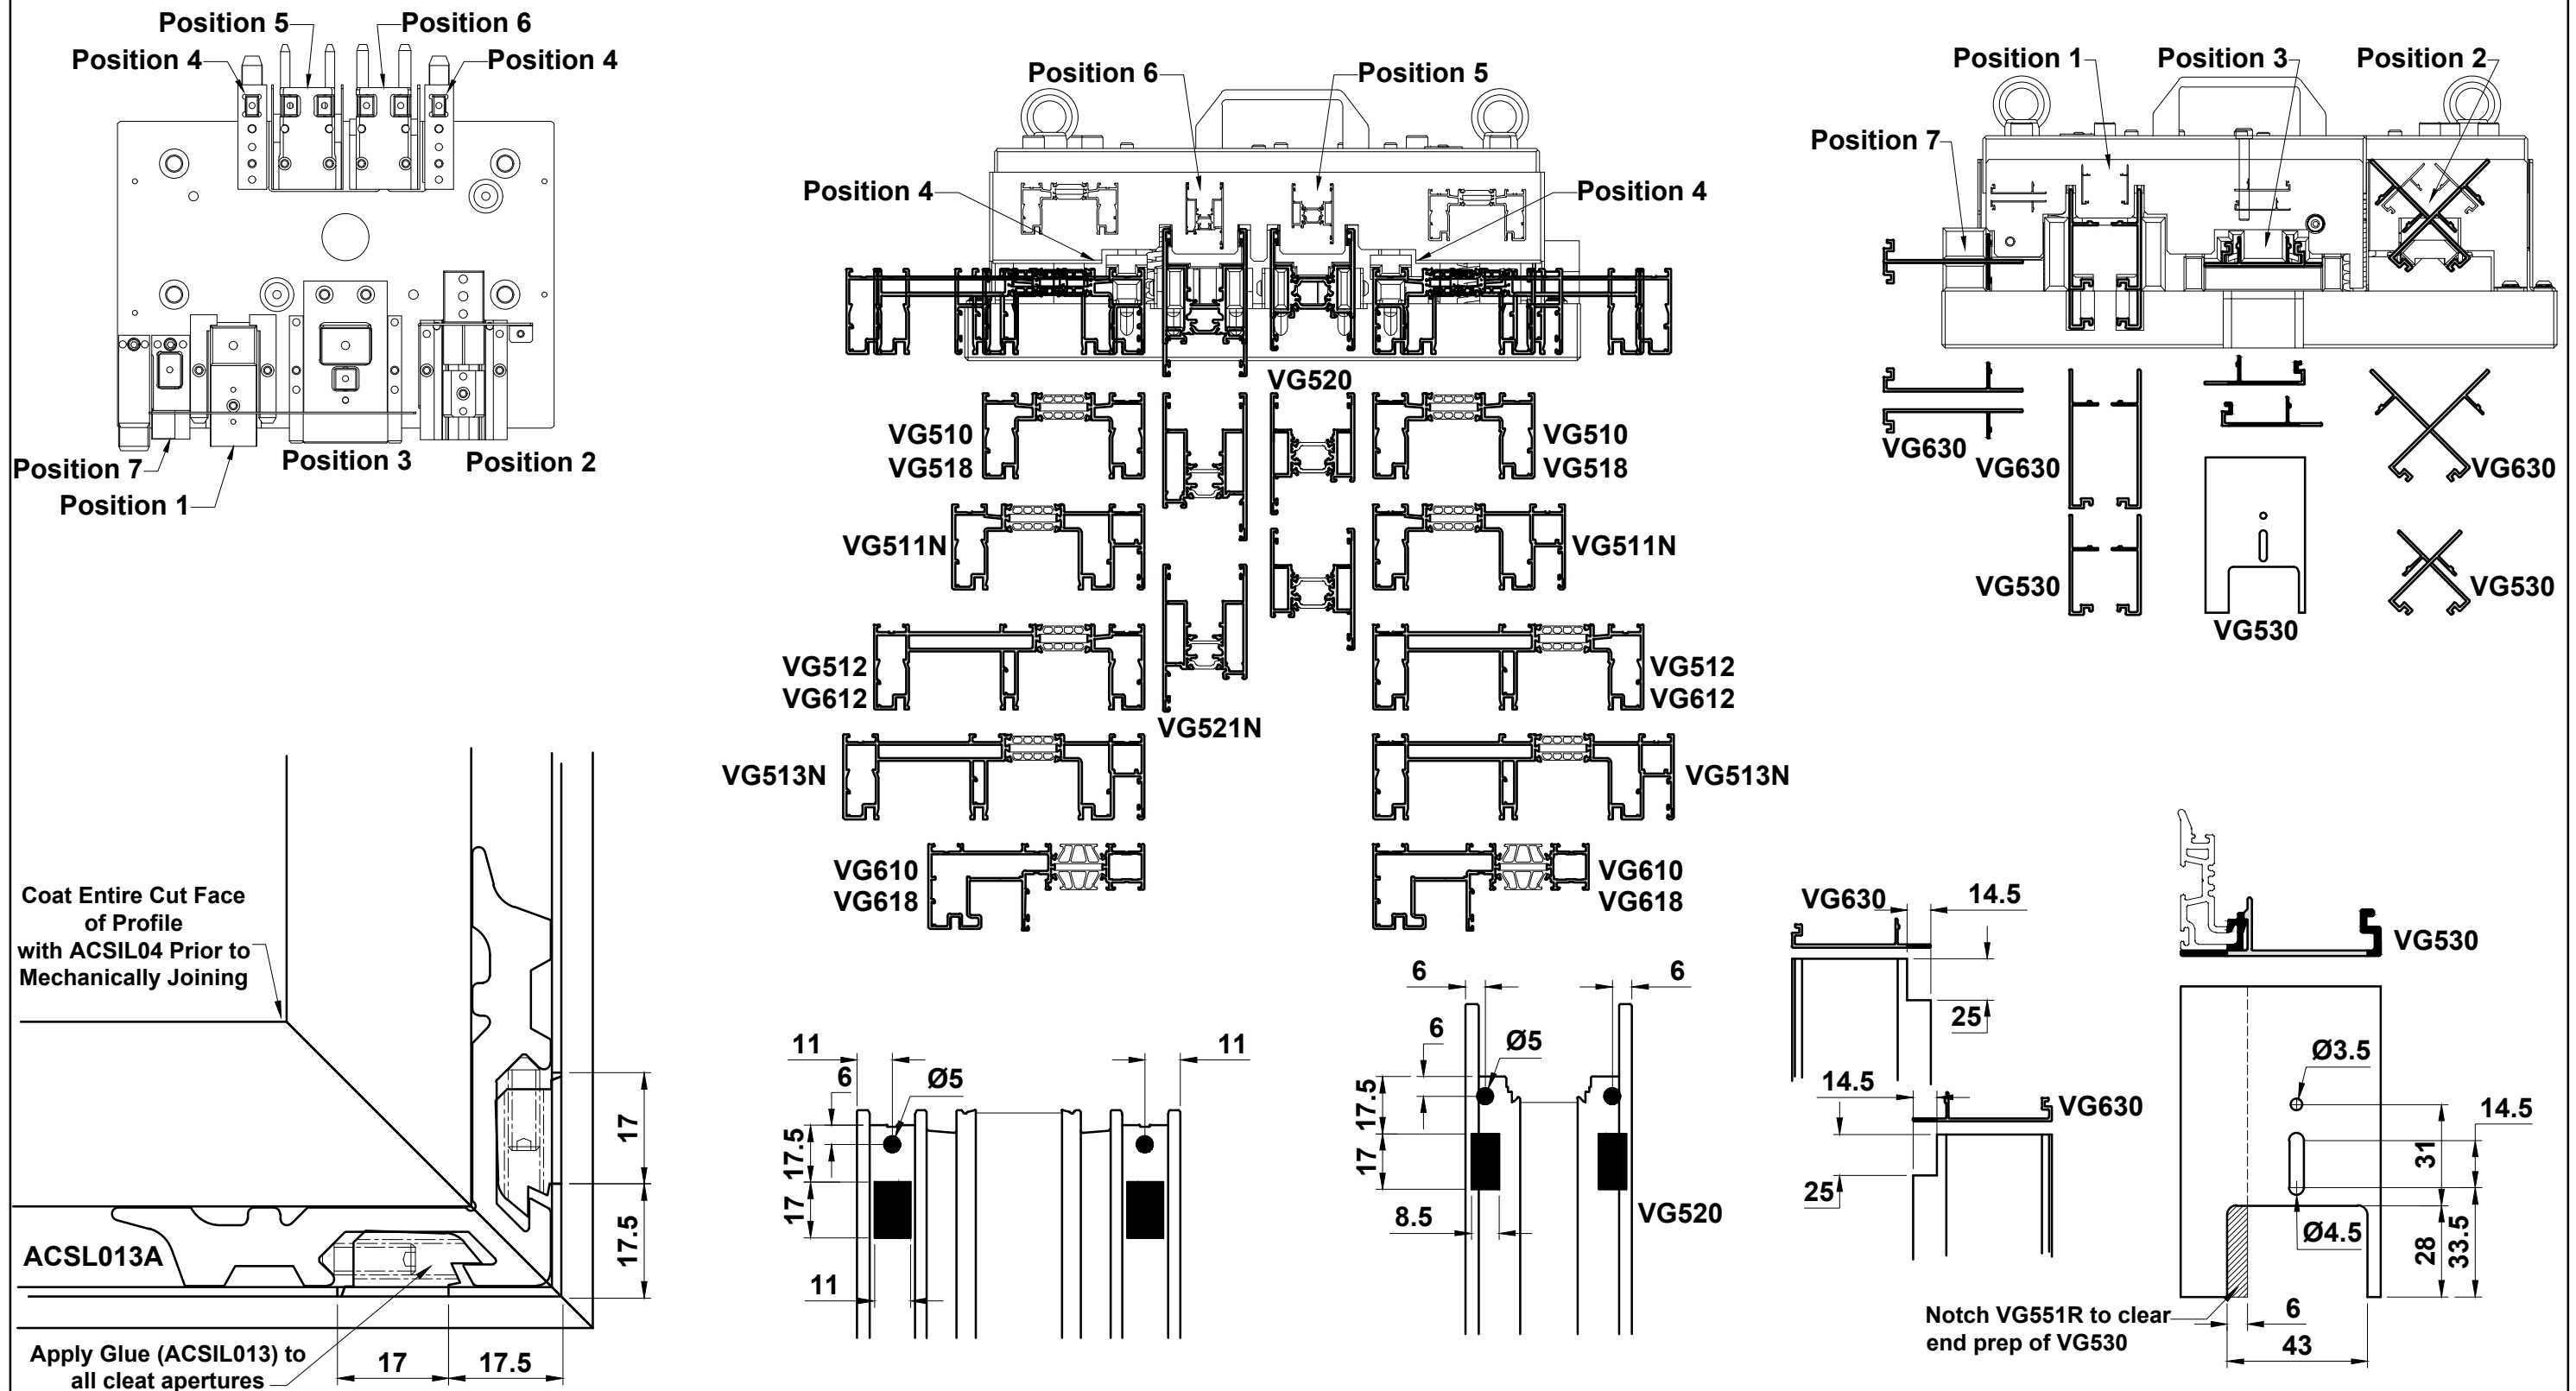 Position 5
Position 6
Position 4
Position 4
Position 7
Position 3
Position 2
Position 1
Position 6
Position 5
Position 4
Position 4
VG520
VG510
VG518
VG510
VG518
VG511N
VG511N
VG512
VG612
VG512
VG612
VG521N
VG513N
VG513N
VG610
VG618
VG610
VG618
Position 1
Position 3
Position 2
Position 7
VG630
VG630
VG630
VG530
VG530
VG530
Coat Entire Cut Face
of Profile
with ACSIL04 Prior to
Mechanically Joining
ACSL013A
17
17.5
Apply Glue (ACSIL013) to
all cleat apertures
17
17.5
11
11
6
Ø5
17.5
17
11
6
6
6
Ø5
17.5
17
8.5
VG520
VG630
14.5
25
14.5
VG630
25
VG530
Ø3.5
14.5
31
Ø4.5
28
33.5
Notch VG551R to clear
end prep of VG530
6
43